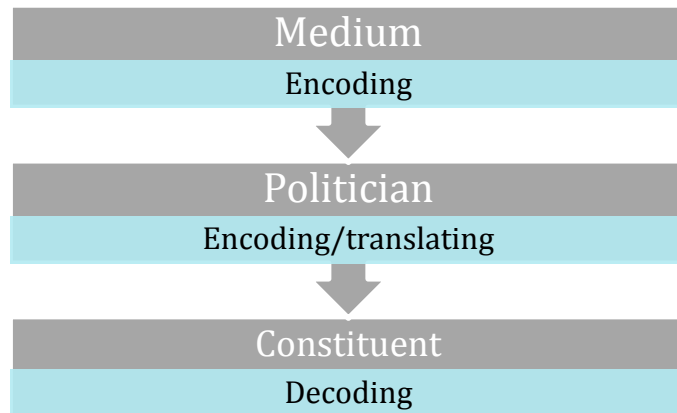 Medium
Encoding
Politician
Encoding/translating
Constituent
Decoding